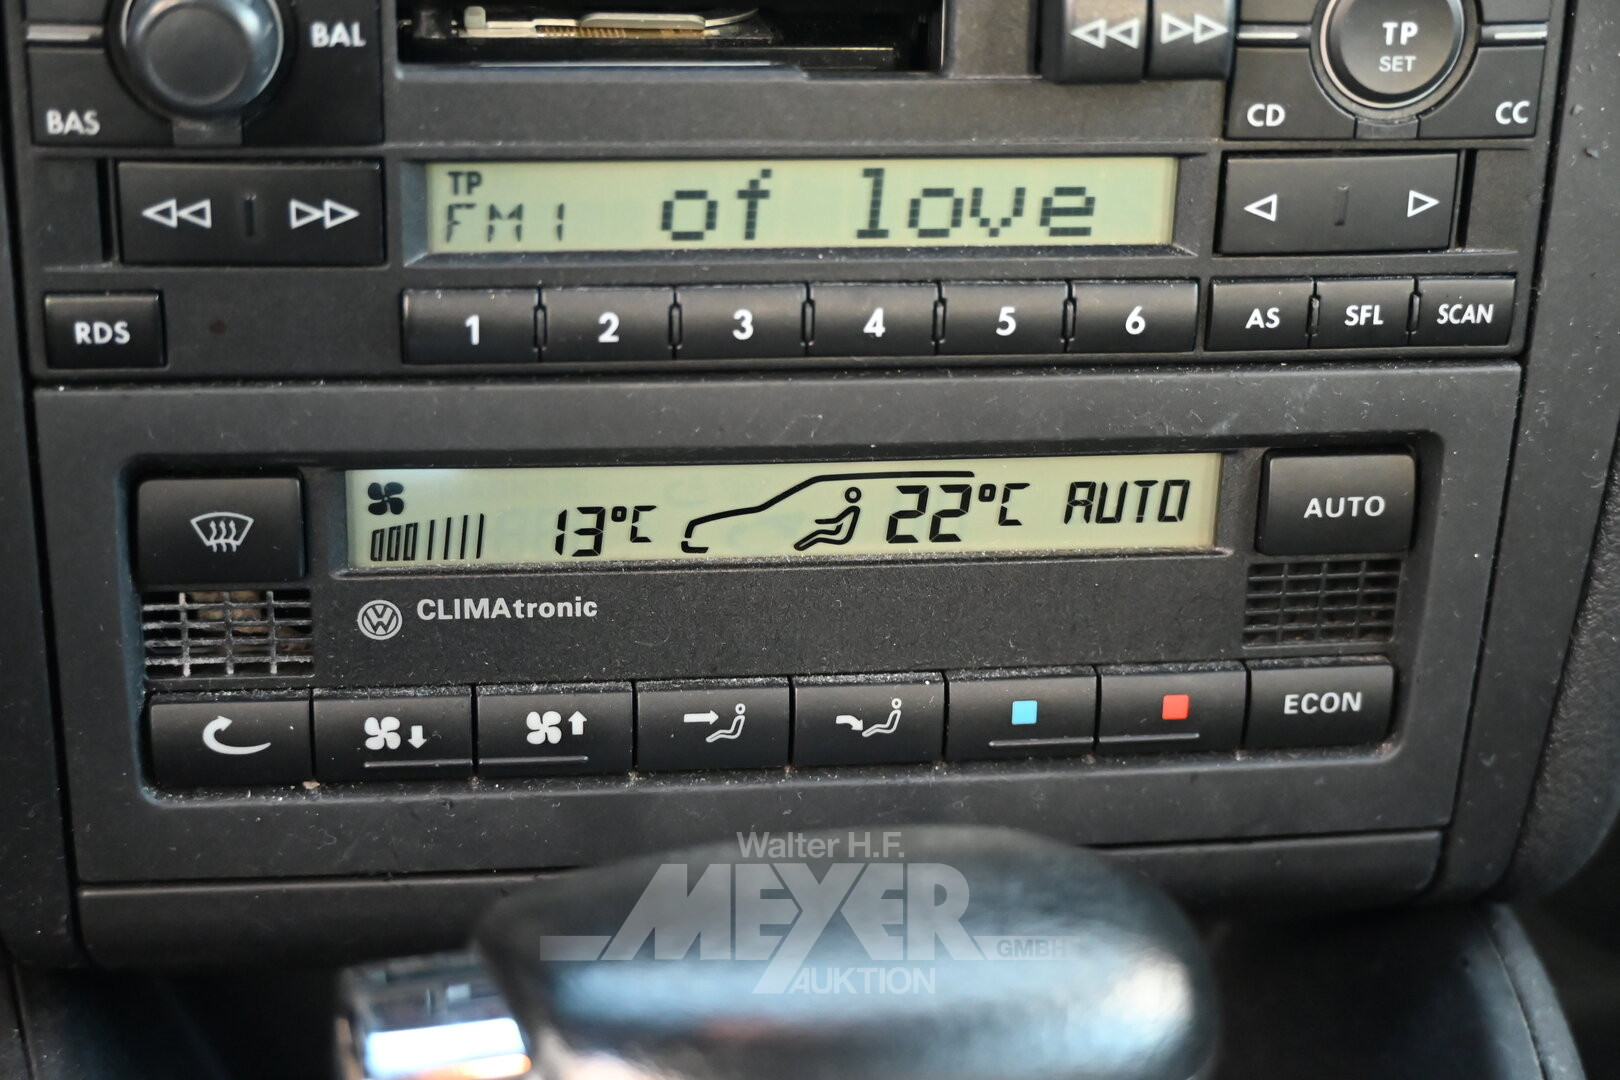 BAL
BAS
TP
SET
CD
CC
TP
FM1
of love
RDS
1 2 3 4 5 6
AS SFL SCAN
13°C
22°C AUTO
AUTO
CLIMAtronic
ECON
Walter H.F.
MEYER
GMBH
AUKTION